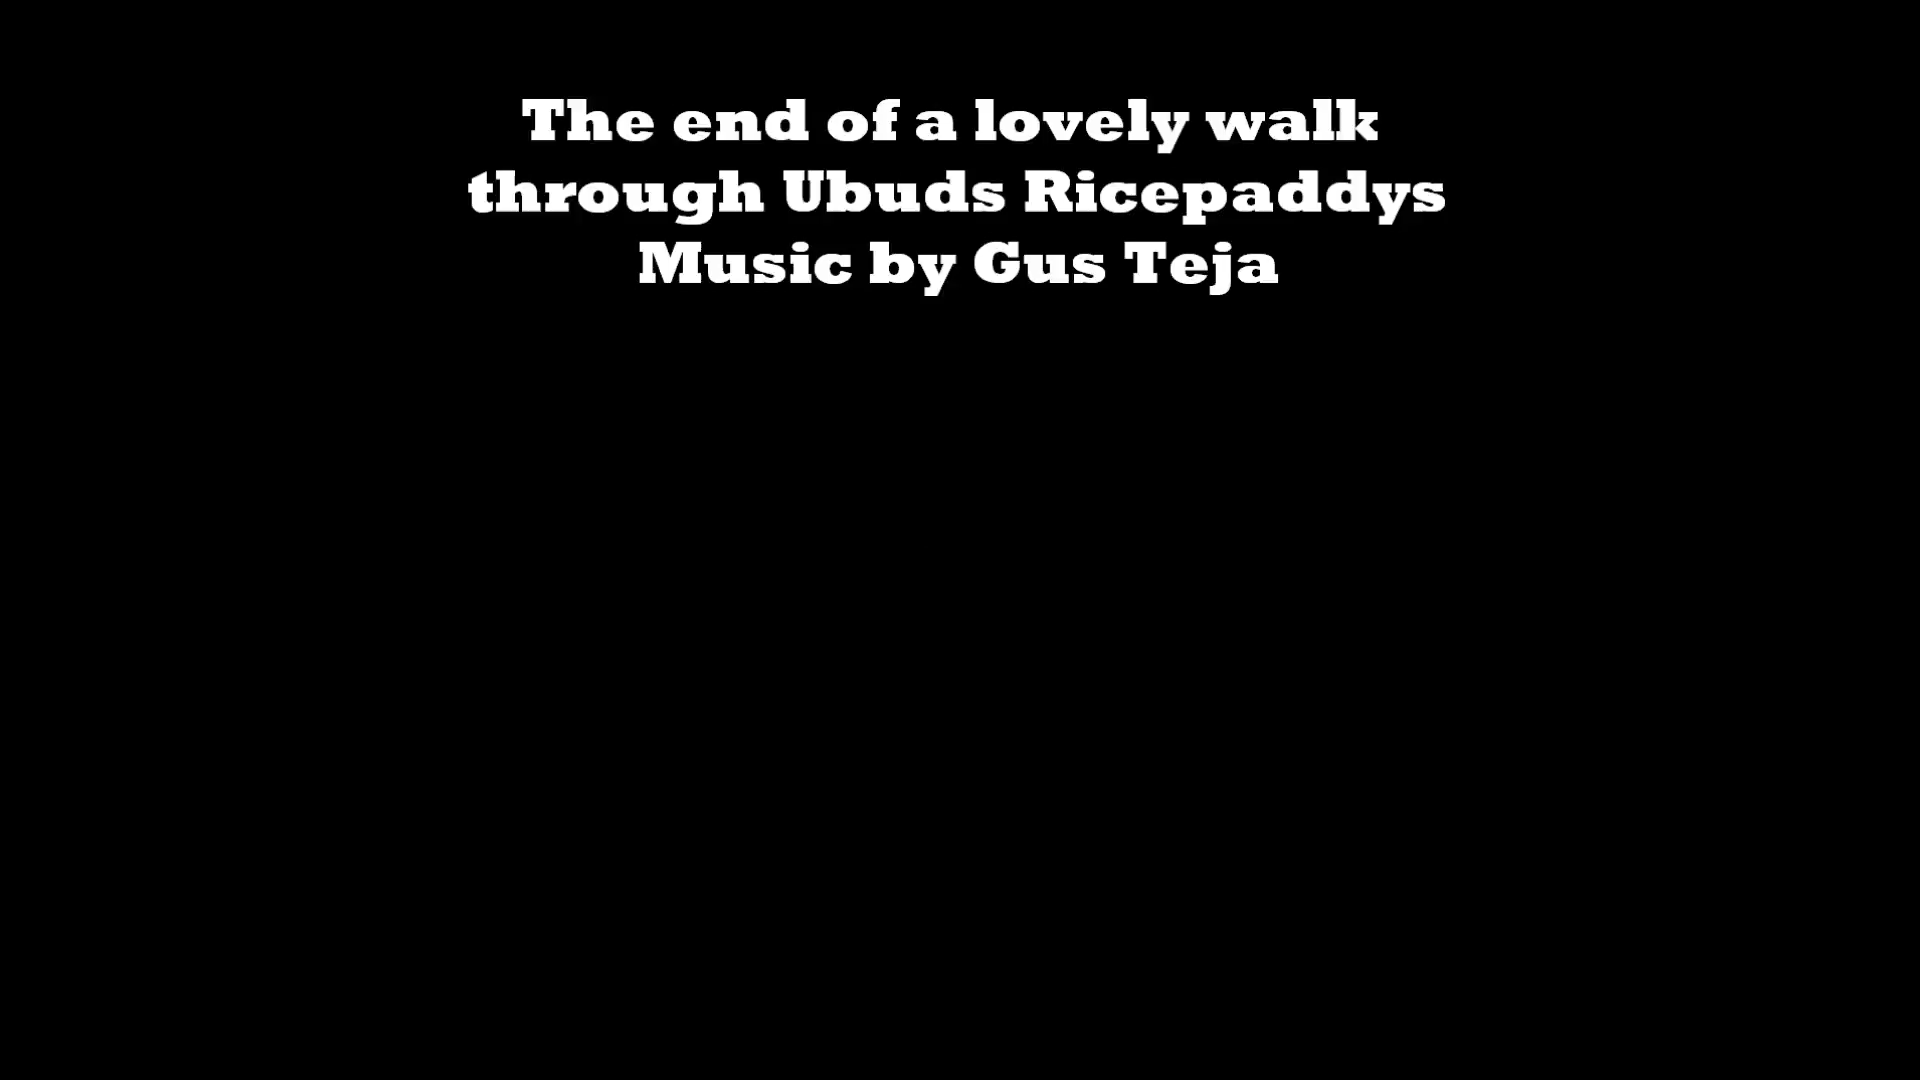 The end of a lovely walk
through Ubuds Ricepaddys
Music by Gus Teja